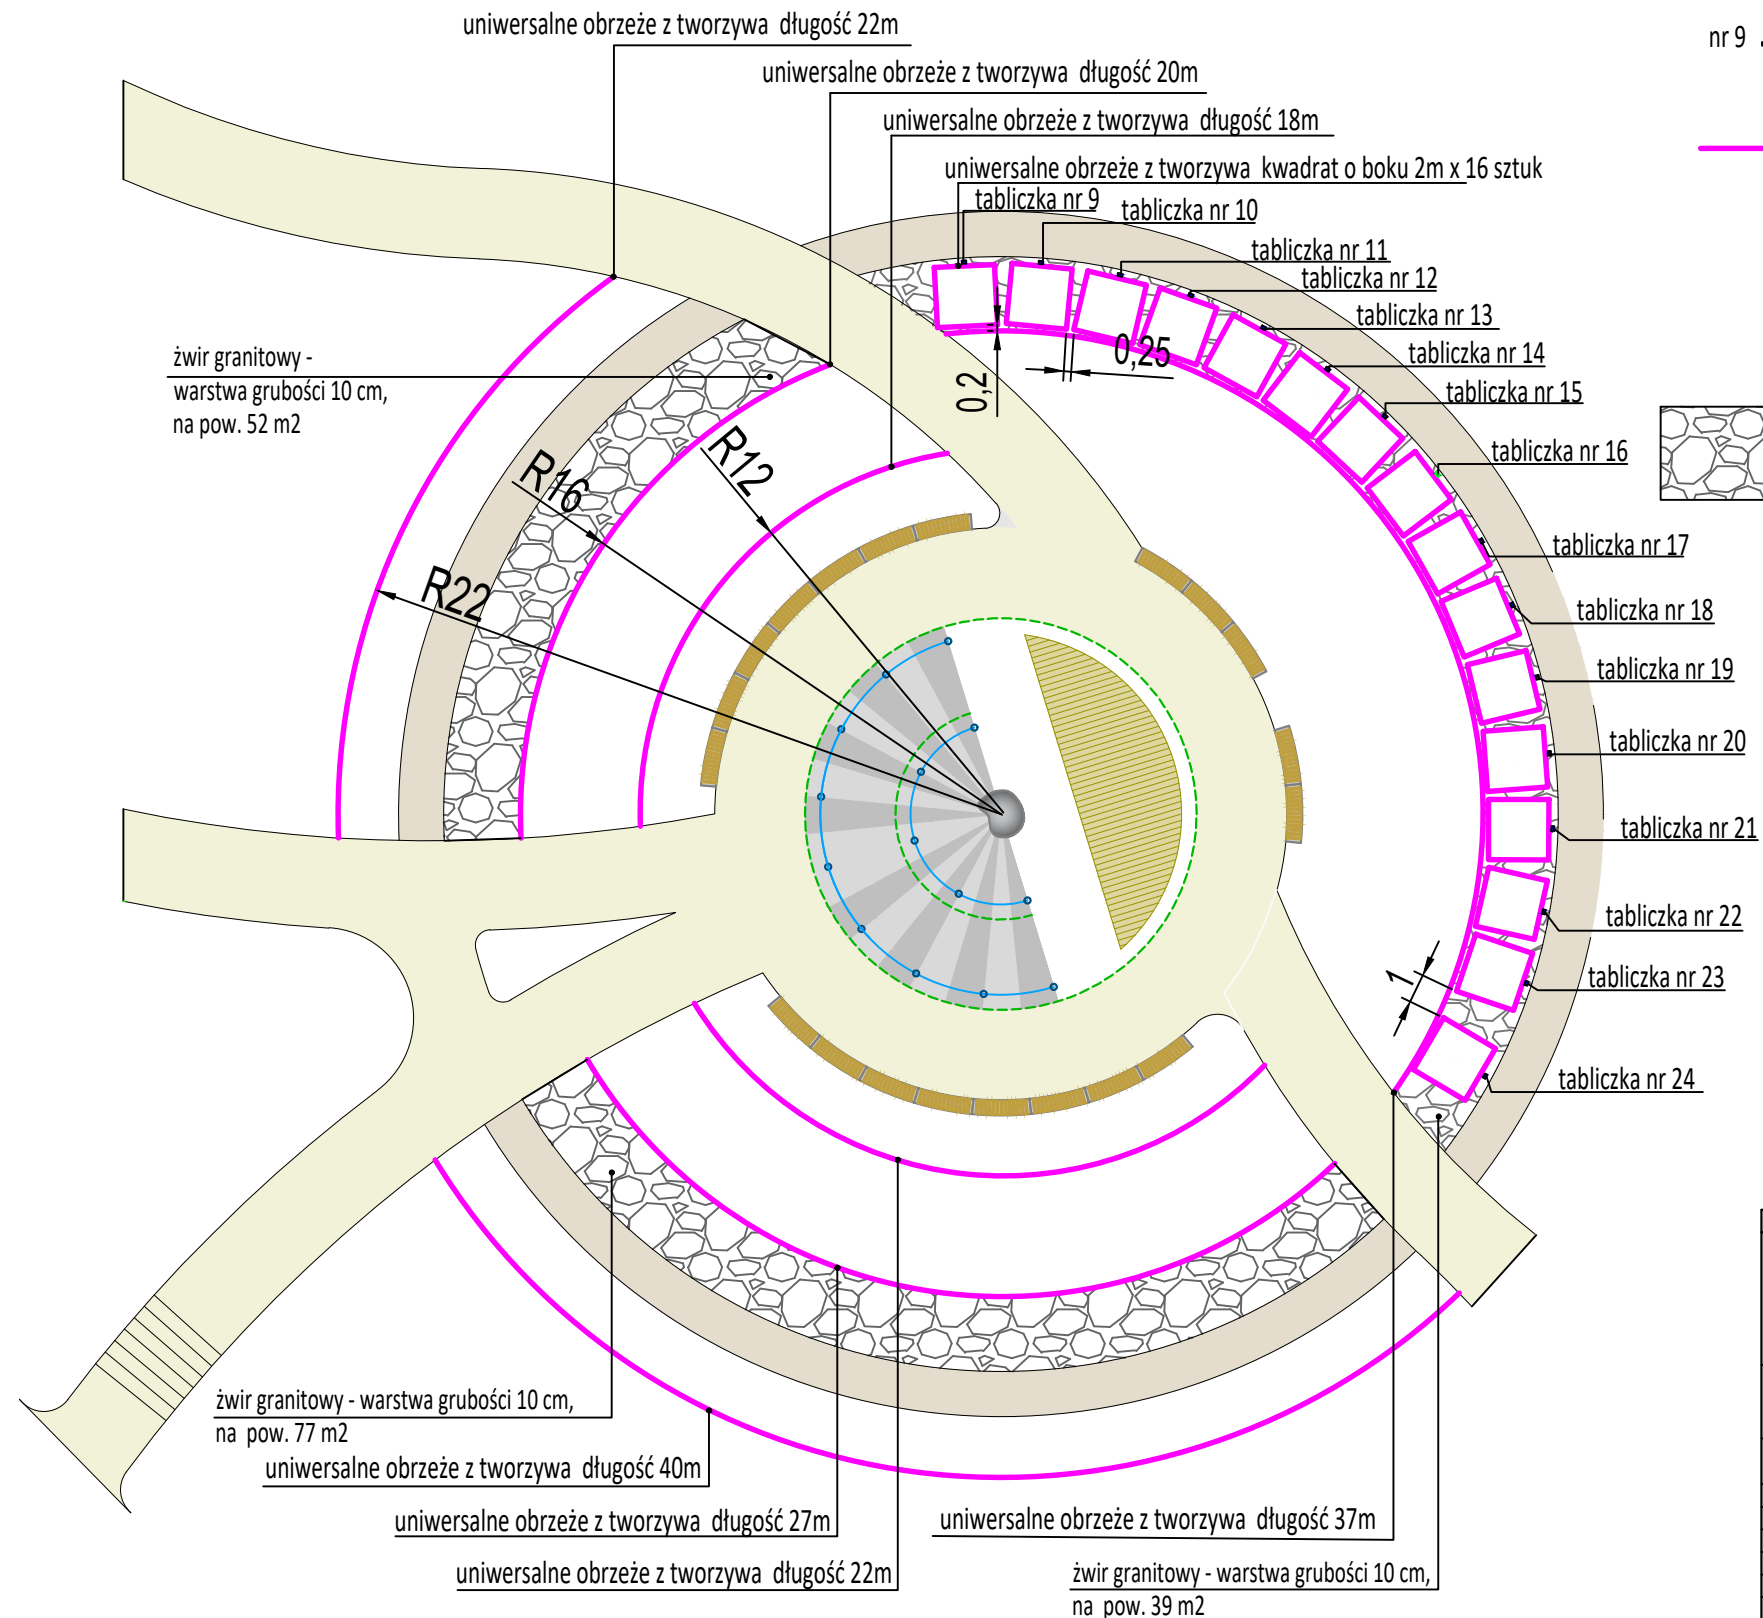 uniwersalne obrzeże z tworzywa długość 22m
nr 9
uniwersalne obrzeże z tworzywa długość 20m
uniwersalne obrzeże z tworzywa długość 18m
uniwersalne obrzeże z tworzywa kwadrat o boku 2m x 16 sztuk
tabliczka nr 9
tabliczka nr 10
tabliczka nr 11
tabliczka nr 12
tabliczka nr 13
tabliczka nr 14
tabliczka nr 15
tabliczka nr 16
tabliczka nr 17
tabliczka nr 18
tabliczka nr 19
tabliczka nr 20
tabliczka nr 21
tabliczka nr 22
tabliczka nr 23
tabliczka nr 24
0,25
0,2
1
żwir granitowy -
warstwa grubości 10 cm,
na pow. 52 m2
R12
R16
R22
żwir granitowy - warstwa grubości 10 cm,
na pow. 77 m2
uniwersalne obrzeże z tworzywa długość 40m
uniwersalne obrzeże z tworzywa długość 27m
uniwersalne obrzeże z tworzywa długość 22m
uniwersalne obrzeże z tworzywa długość 37m
żwir granitowy - warstwa grubości 10 cm,
na pow. 39 m2